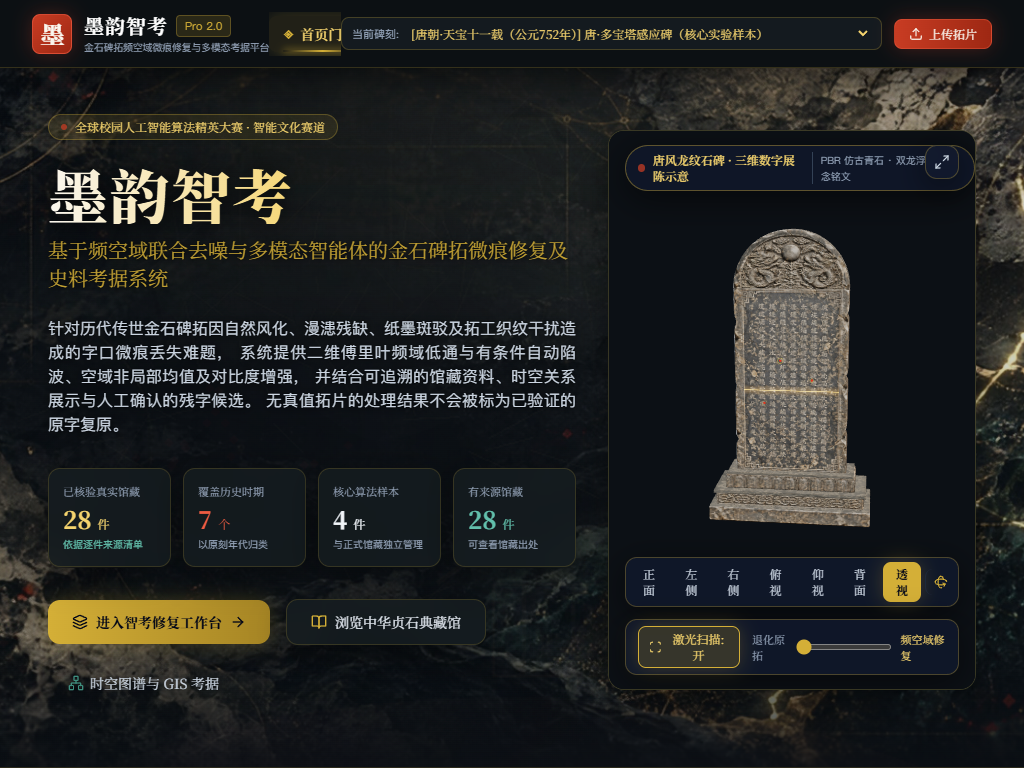 墨
墨韵智考 Pro 2.0
金石碑拓频空域微痕修复与多模态考据平台
首页门
当前碑刻: [唐朝·天宝十一载（公元752年）] 唐·多宝塔感应碑（核心实验样本）
上传拓片
全球校园人工智能算法精英大赛 · 智能文化赛道
墨韵智考
基于频空域联合去噪与多模态智能体的金石碑拓微痕修复及
史料考据系统
针对历代传世金石碑拓因自然风化、漫漶残缺、纸墨斑驳及拓工织纹干扰造
成的字口微痕丢失难题， 系统提供二维傅里叶频域低通与有条件自动陷
波、空域非局部均值及对比度增强， 并结合可追溯的馆藏资料、时空关系
展示与人工确认的残字候选。 无真值拓片的处理结果不会被标为已验证的
原字复原。
已核验真实馆藏
28 件
依据逐件来源清单
覆盖历史时期
7 个
以原刻年代归类
核心算法样本
4 件
与正式馆藏独立管理
有来源馆藏
28 件
可查看馆藏出处
进入智考修复工作台
浏览中华贞石典藏馆
时空图谱与 GIS 考据
唐风龙纹石碑 · 三维数字展
陈示意
PBR 仿古青石 · 双龙浮
念铭文
正面
左侧
右侧
俯视
仰视
背面
透视
激光扫描:
开
退化原
拓
频空域修
复